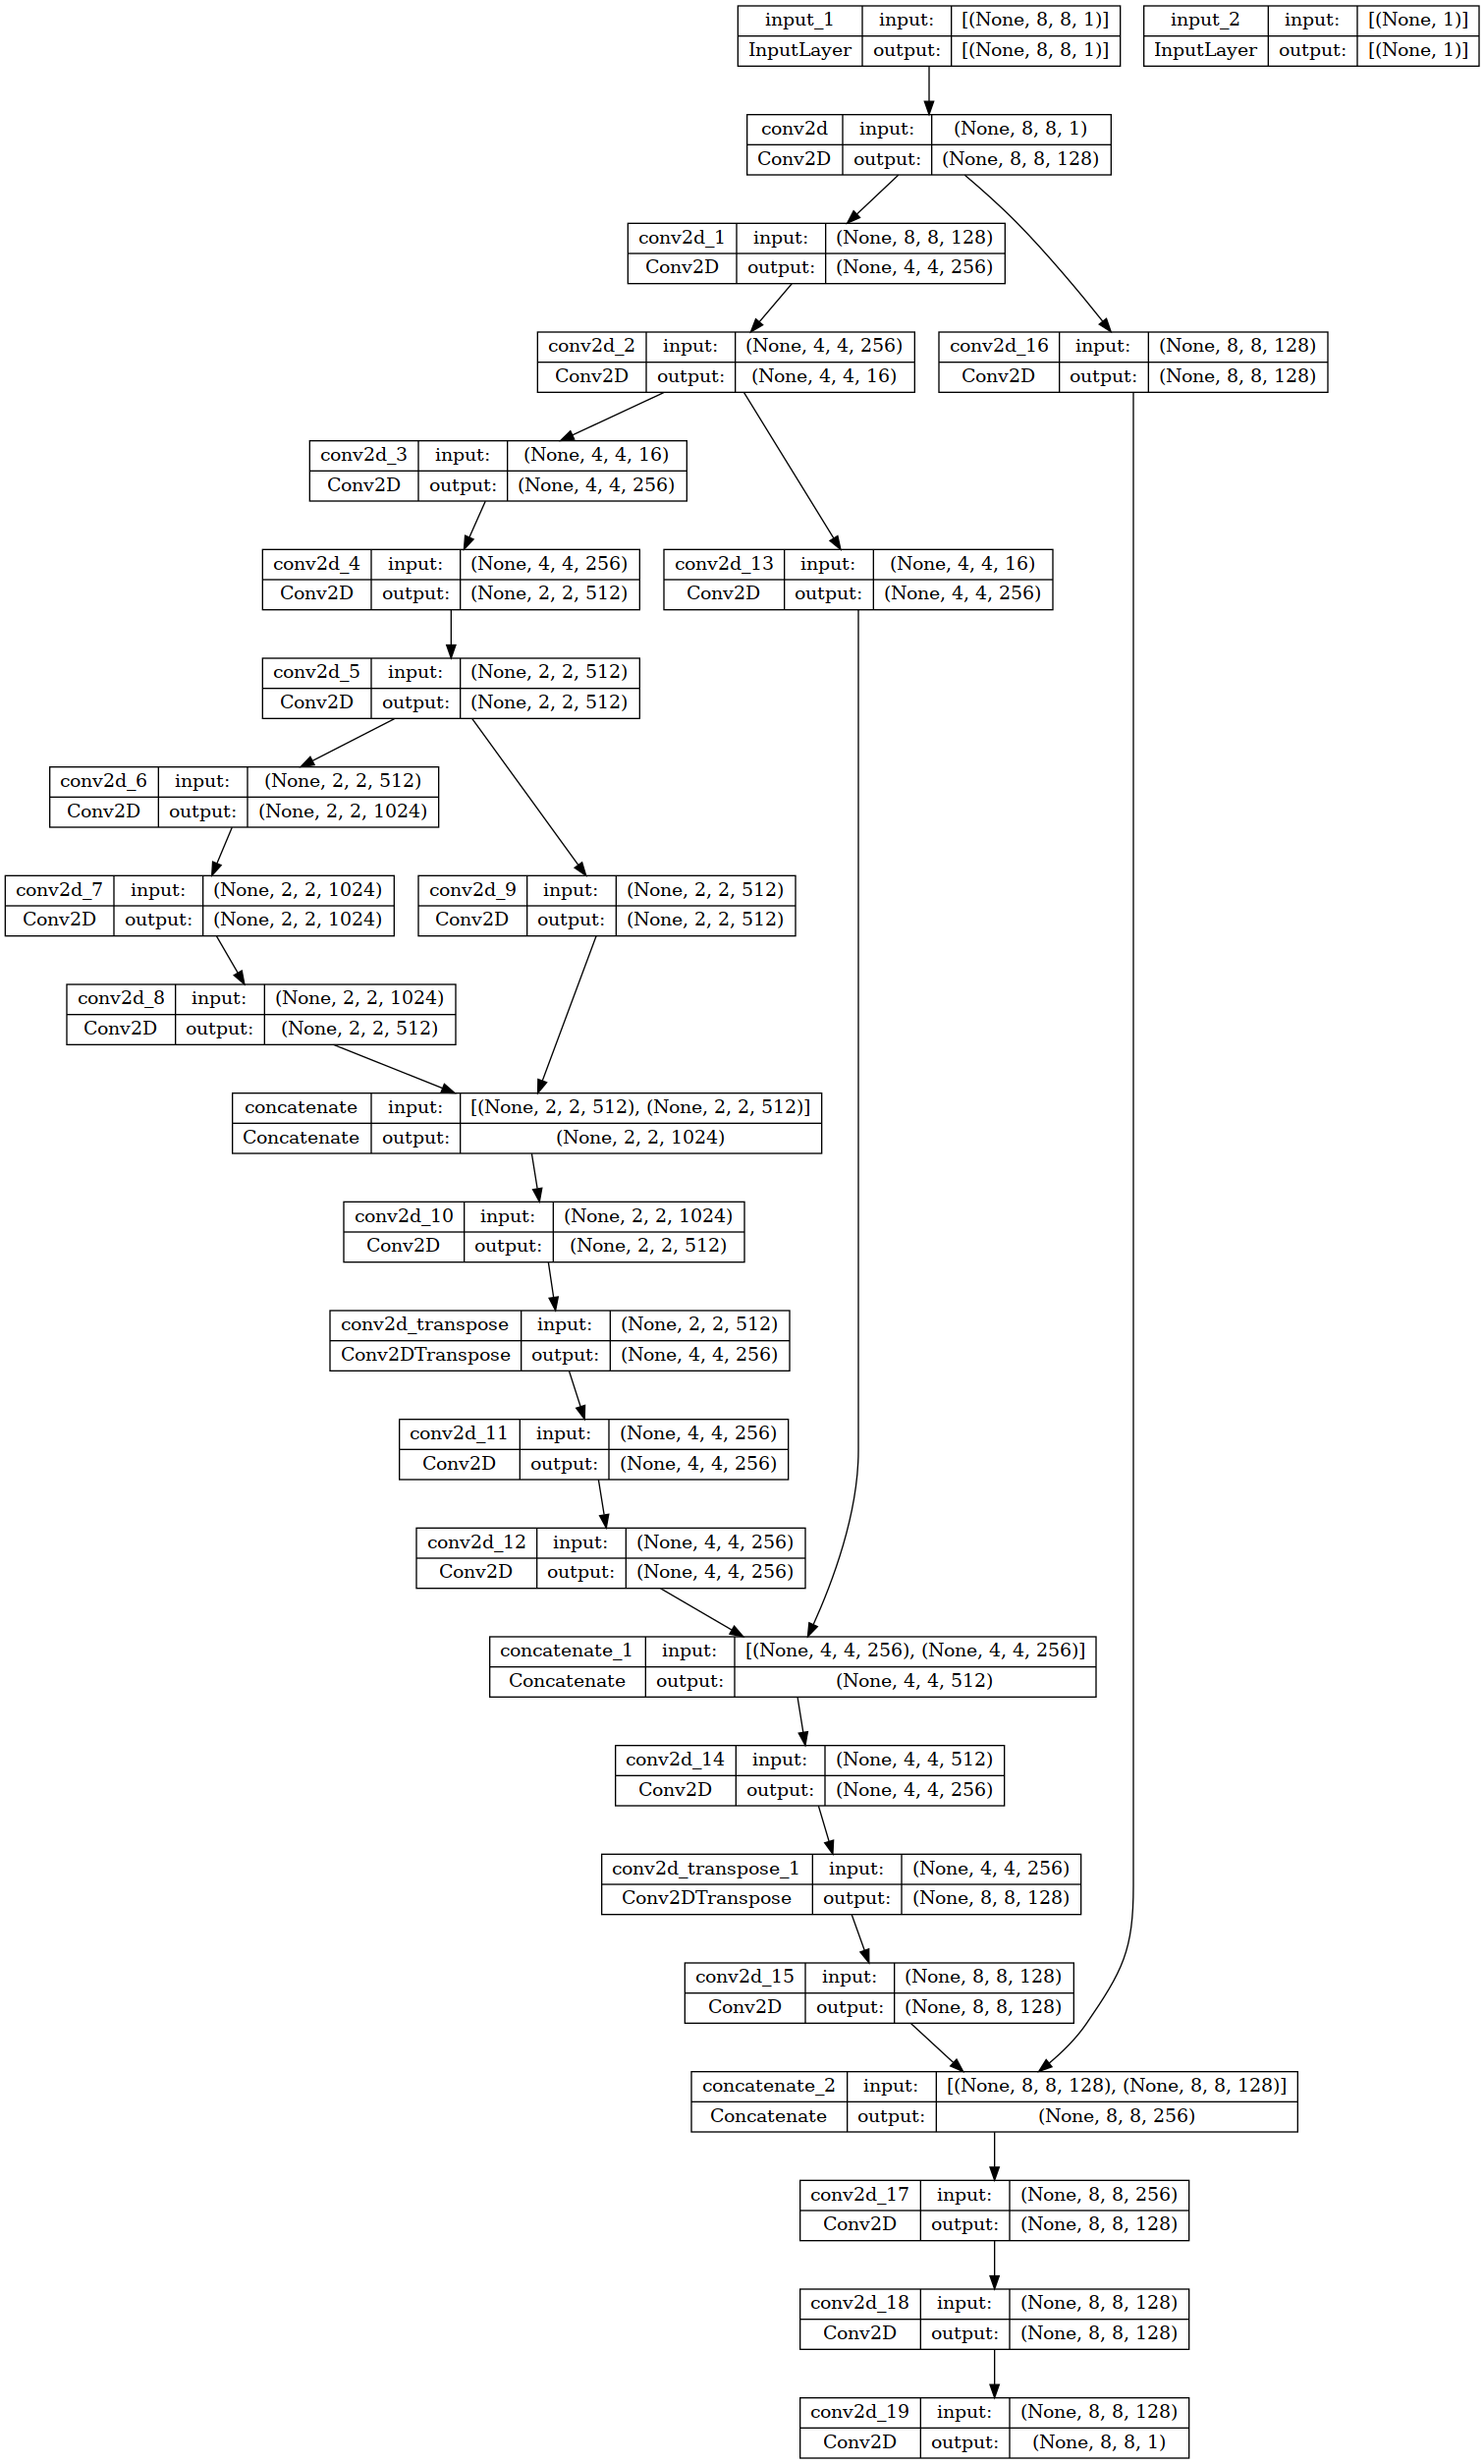 input_1 input: [(None, 8, 8, 1)]
InputLayer output: [(None, 8, 8, 1)]
input_2 input: [(None, 1)]
InputLayer output: [(None, 1)]
conv2d input: (None, 8, 8, 1)
Conv2D output: (None, 8, 8, 128)
conv2d_1 input: (None, 8, 8, 128)
Conv2D output: (None, 4, 4, 256)
conv2d_2 input: (None, 4, 4, 256)
Conv2D output: (None, 4, 4, 16)
conv2d_16 input: (None, 8, 8, 128)
Conv2D output: (None, 8, 8, 128)
conv2d_3 input: (None, 4, 4, 16)
Conv2D output: (None, 4, 4, 256)
conv2d_4 input: (None, 4, 4, 256)
Conv2D output: (None, 2, 2, 512)
conv2d_13 input: (None, 4, 4, 16)
Conv2D output: (None, 4, 4, 256)
conv2d_5 input: (None, 2, 2, 512)
Conv2D output: (None, 2, 2, 512)
conv2d_6 input: (None, 2, 2, 512)
Conv2D output: (None, 2, 2, 1024)
conv2d_7 input: (None, 2, 2, 1024)
Conv2D output: (None, 2, 2, 1024)
conv2d_9 input: (None, 2, 2, 512)
Conv2D output: (None, 2, 2, 512)
conv2d_8 input: (None, 2, 2, 1024)
Conv2D output: (None, 2, 2, 512)
concatenate input: [(None, 2, 2, 512), (None, 2, 2, 512)]
Concatenate output: (None, 2, 2, 1024)
conv2d_10 input: (None, 2, 2, 1024)
Conv2D output: (None, 2, 2, 512)
conv2d_transpose input: (None, 2, 2, 512)
Conv2DTranspose output: (None, 4, 4, 256)
conv2d_11 input: (None, 4, 4, 256)
Conv2D output: (None, 4, 4, 256)
conv2d_12 input: (None, 4, 4, 256)
Conv2D output: (None, 4, 4, 256)
concatenate_1 input: [(None, 4, 4, 256), (None, 4, 4, 256)]
Concatenate output: (None, 4, 4, 512)
conv2d_14 input: (None, 4, 4, 512)
Conv2D output: (None, 4, 4, 256)
conv2d_transpose_1 input: (None, 4, 4, 256)
Conv2DTranspose output: (None, 8, 8, 128)
conv2d_15 input: (None, 8, 8, 128)
Conv2D output: (None, 8, 8, 128)
concatenate_2 input: [(None, 8, 8, 128), (None, 8, 8, 128)]
Concatenate output: (None, 8, 8, 256)
conv2d_17 input: (None, 8, 8, 256)
Conv2D output: (None, 8, 8, 128)
conv2d_18 input: (None, 8, 8, 128)
Conv2D output: (None, 8, 8, 128)
conv2d_19 input: (None, 8, 8, 128)
Conv2D output: (None, 8, 8, 1)